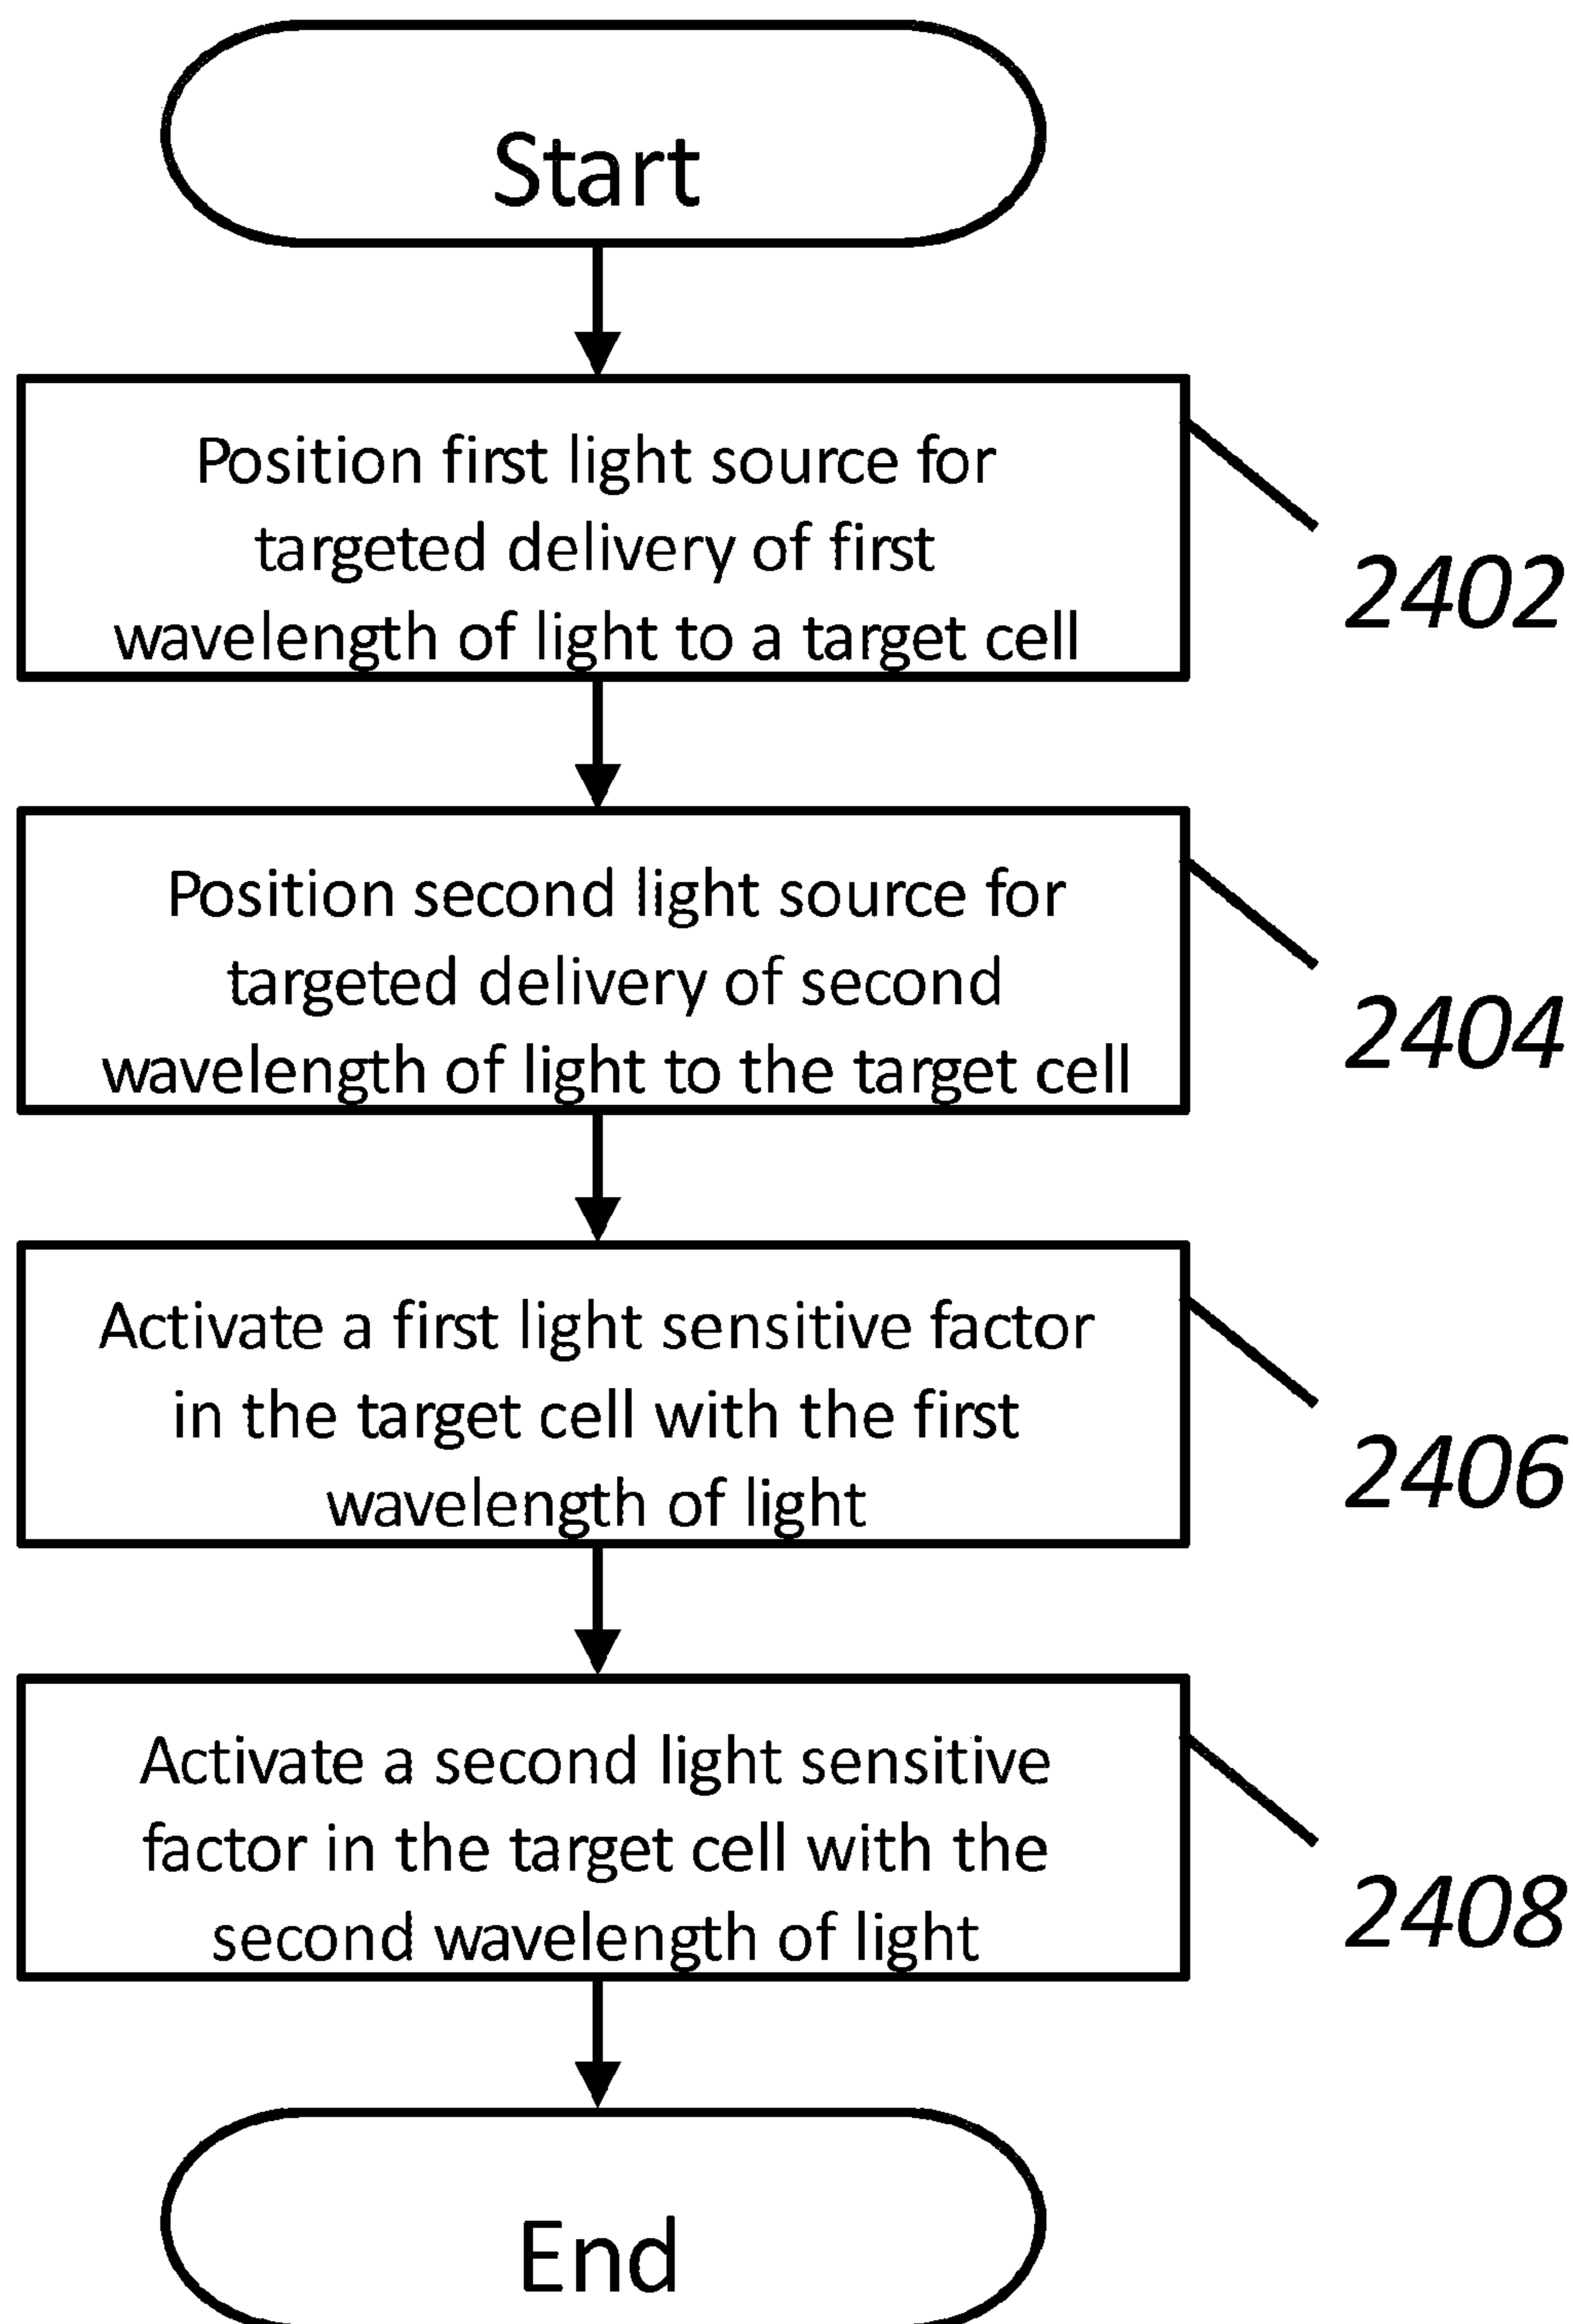 Start
Position first light source for
targeted delivery of first
wavelength of light to a target cell
2402
Position second light source for
targeted delivery of second
wavelength of light to the target cell
2404
Activate a first light sensitive factor
in the target cell with the first
wavelength of light
2406
Activate a second light sensitive
factor in the target cell with the
second wavelength of light
2408
End